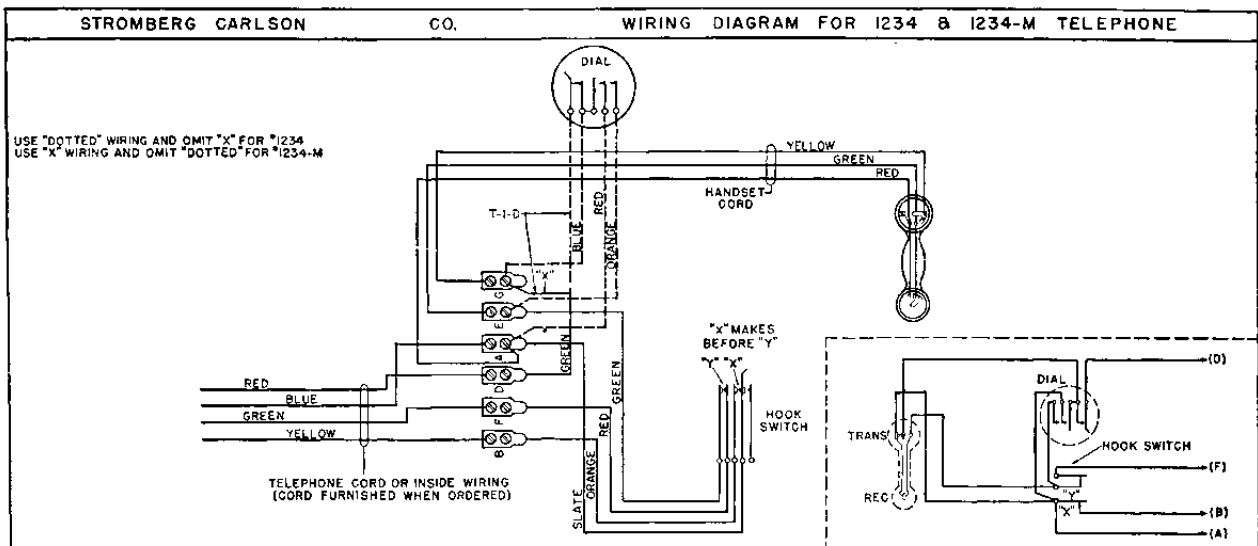 STROMBERG CARLSON CO. WIRING DIAGRAM FOR 1234 & 1234-M TELEPHONE
DIAL
USE "DOTTED" WIRING AND OMIT "X" FOR #1234
USE "X" WIRING AND OMIT "DOTTED" FOR #1234-M
YELLOW
GREEN
RED
HANDSET
CORD
T-1-D
BLUE
RED
ORANGE
"X"
G
E
A
D
F
B
GREEN
GREEN
RED
ORANGE
SLATE
RED
BLUE
GREEN
YELLOW
TELEPHONE CORD OR INSIDE WIRING
(CORD FURNISHED WHEN ORDERED)
"X" MAKES
BEFORE "Y"
"Y" "X"
HOOK
SWITCH
(D)
DIAL
TRANS
HOOK SWITCH
(F)
REC
"Y"
"X"
(B)
(A)